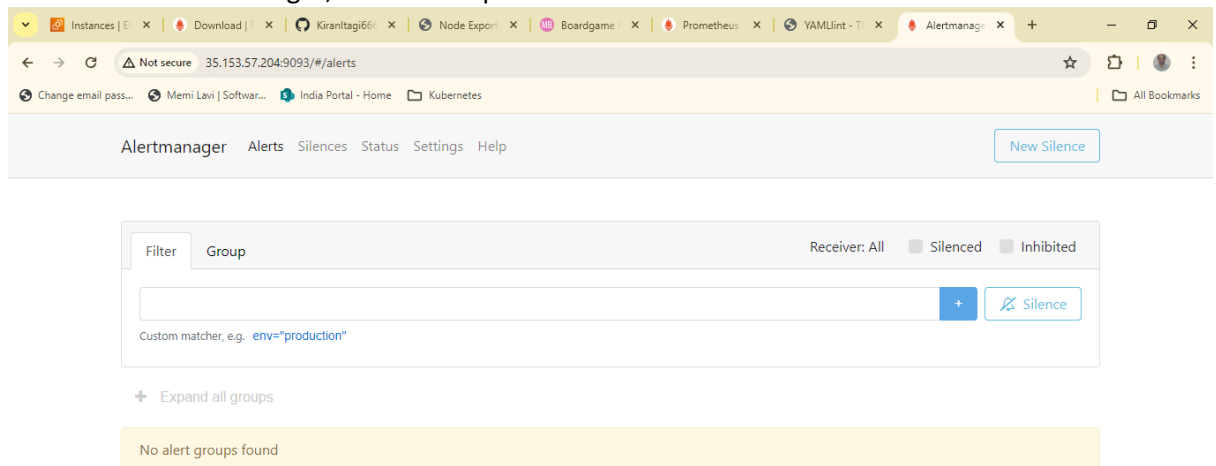 Instances | E
Download |
KiranItagi66
Node Export
Boardgame
Prometheus
YAMLlint - T
Alertmanage
Not secure 35.153.57.204:9093/#/alerts
Change email pass... Memi Lavi | Softwar... India Portal - Home Kubernetes All Bookmarks
Alertmanager Alerts Silences Status Settings Help New Silence
Filter Group Receiver: All Silenced Inhibited
+ Silence
Custom matcher, e.g. env="production"
+ Expand all groups
No alert groups found